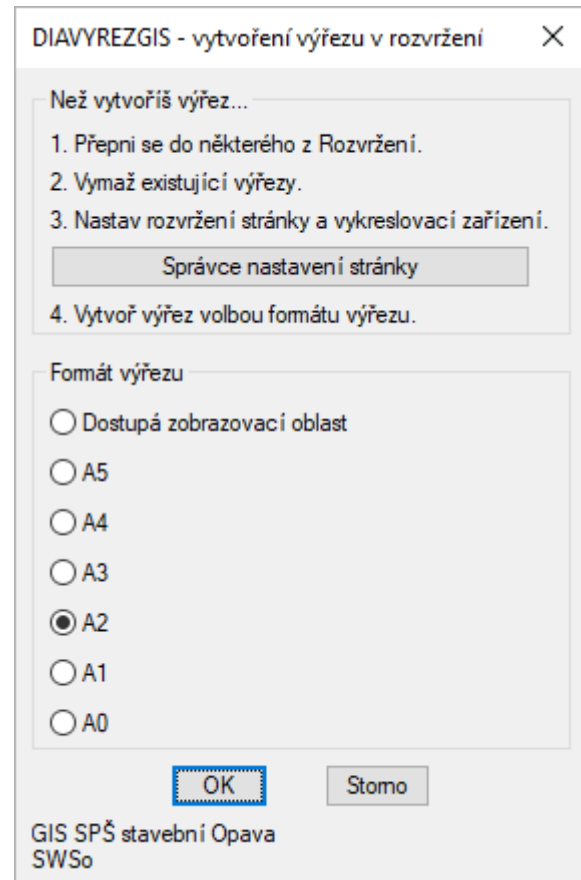 DIAVYREZGIS - vytvoření výřezu v rozvržení
Než vytvoříš výřez...
1. Přepni se do některého z Rozvržení.
2. Vymaž existující výřezy.
3. Nastav rozvržení stránky a vykreslovací zařízení.
Správce nastavení stránky
4. Vytvoř výřez volbou formátu výřezu.
Formát výřezu
Dostupá zobrazovací oblast
A5
A4
A3
A2
A1
A0
OK
Storno
GIS SPŠ stavební Opava
SWSo